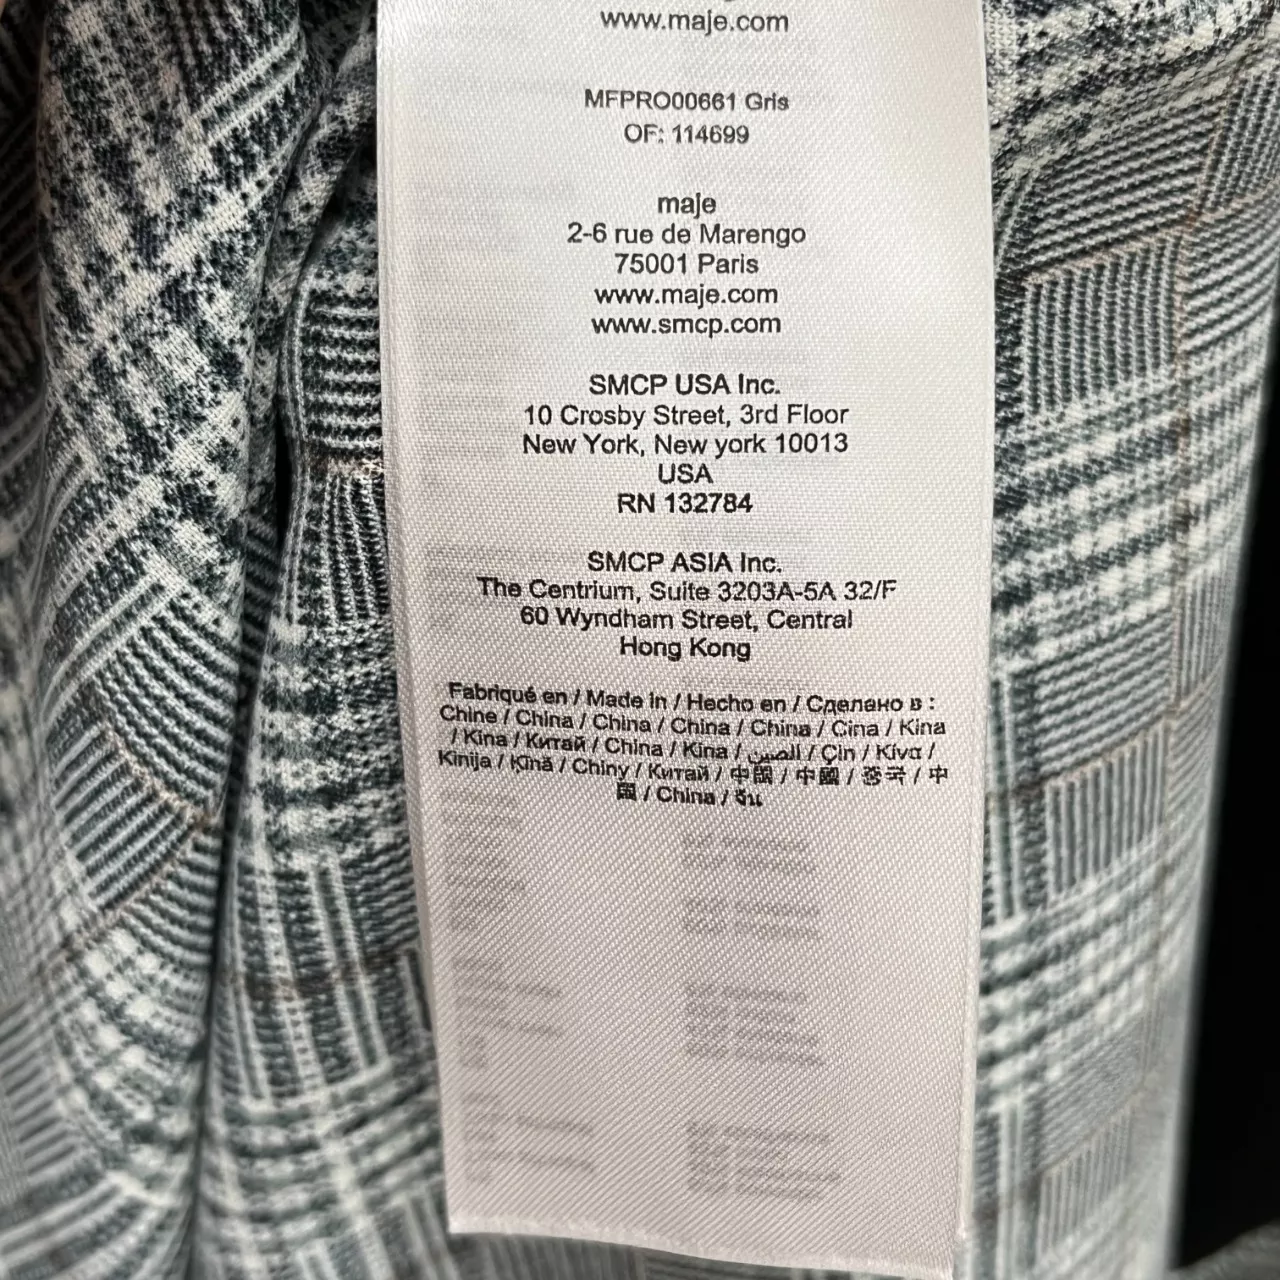 www.maje.com
MFPRO00661 Gris
OF: 114699
maje
2-6 rue de Marengo
75001 Paris
www.maje.com
www.smcp.com
SMCP USA Inc.
10 Crosby Street, 3rd Floor
New York, New york 10013
USA
RN 132784
SMCP ASIA Inc.
The Centrium, Suite 3203A-5A 32/F
60 Wyndham Street, Central
Hong Kong
Fabriqué en / Made in / Hecho en / Сделано в :
Chine / China / China / China / China / Cina / Kina
/ Kina / Китай / China / Kina / الصين / Çin / Κίνα /
Kinija / Ķīnā / Chiny / Китай / 中國 / 中國 / 중국 / 中
国 / China / จีน